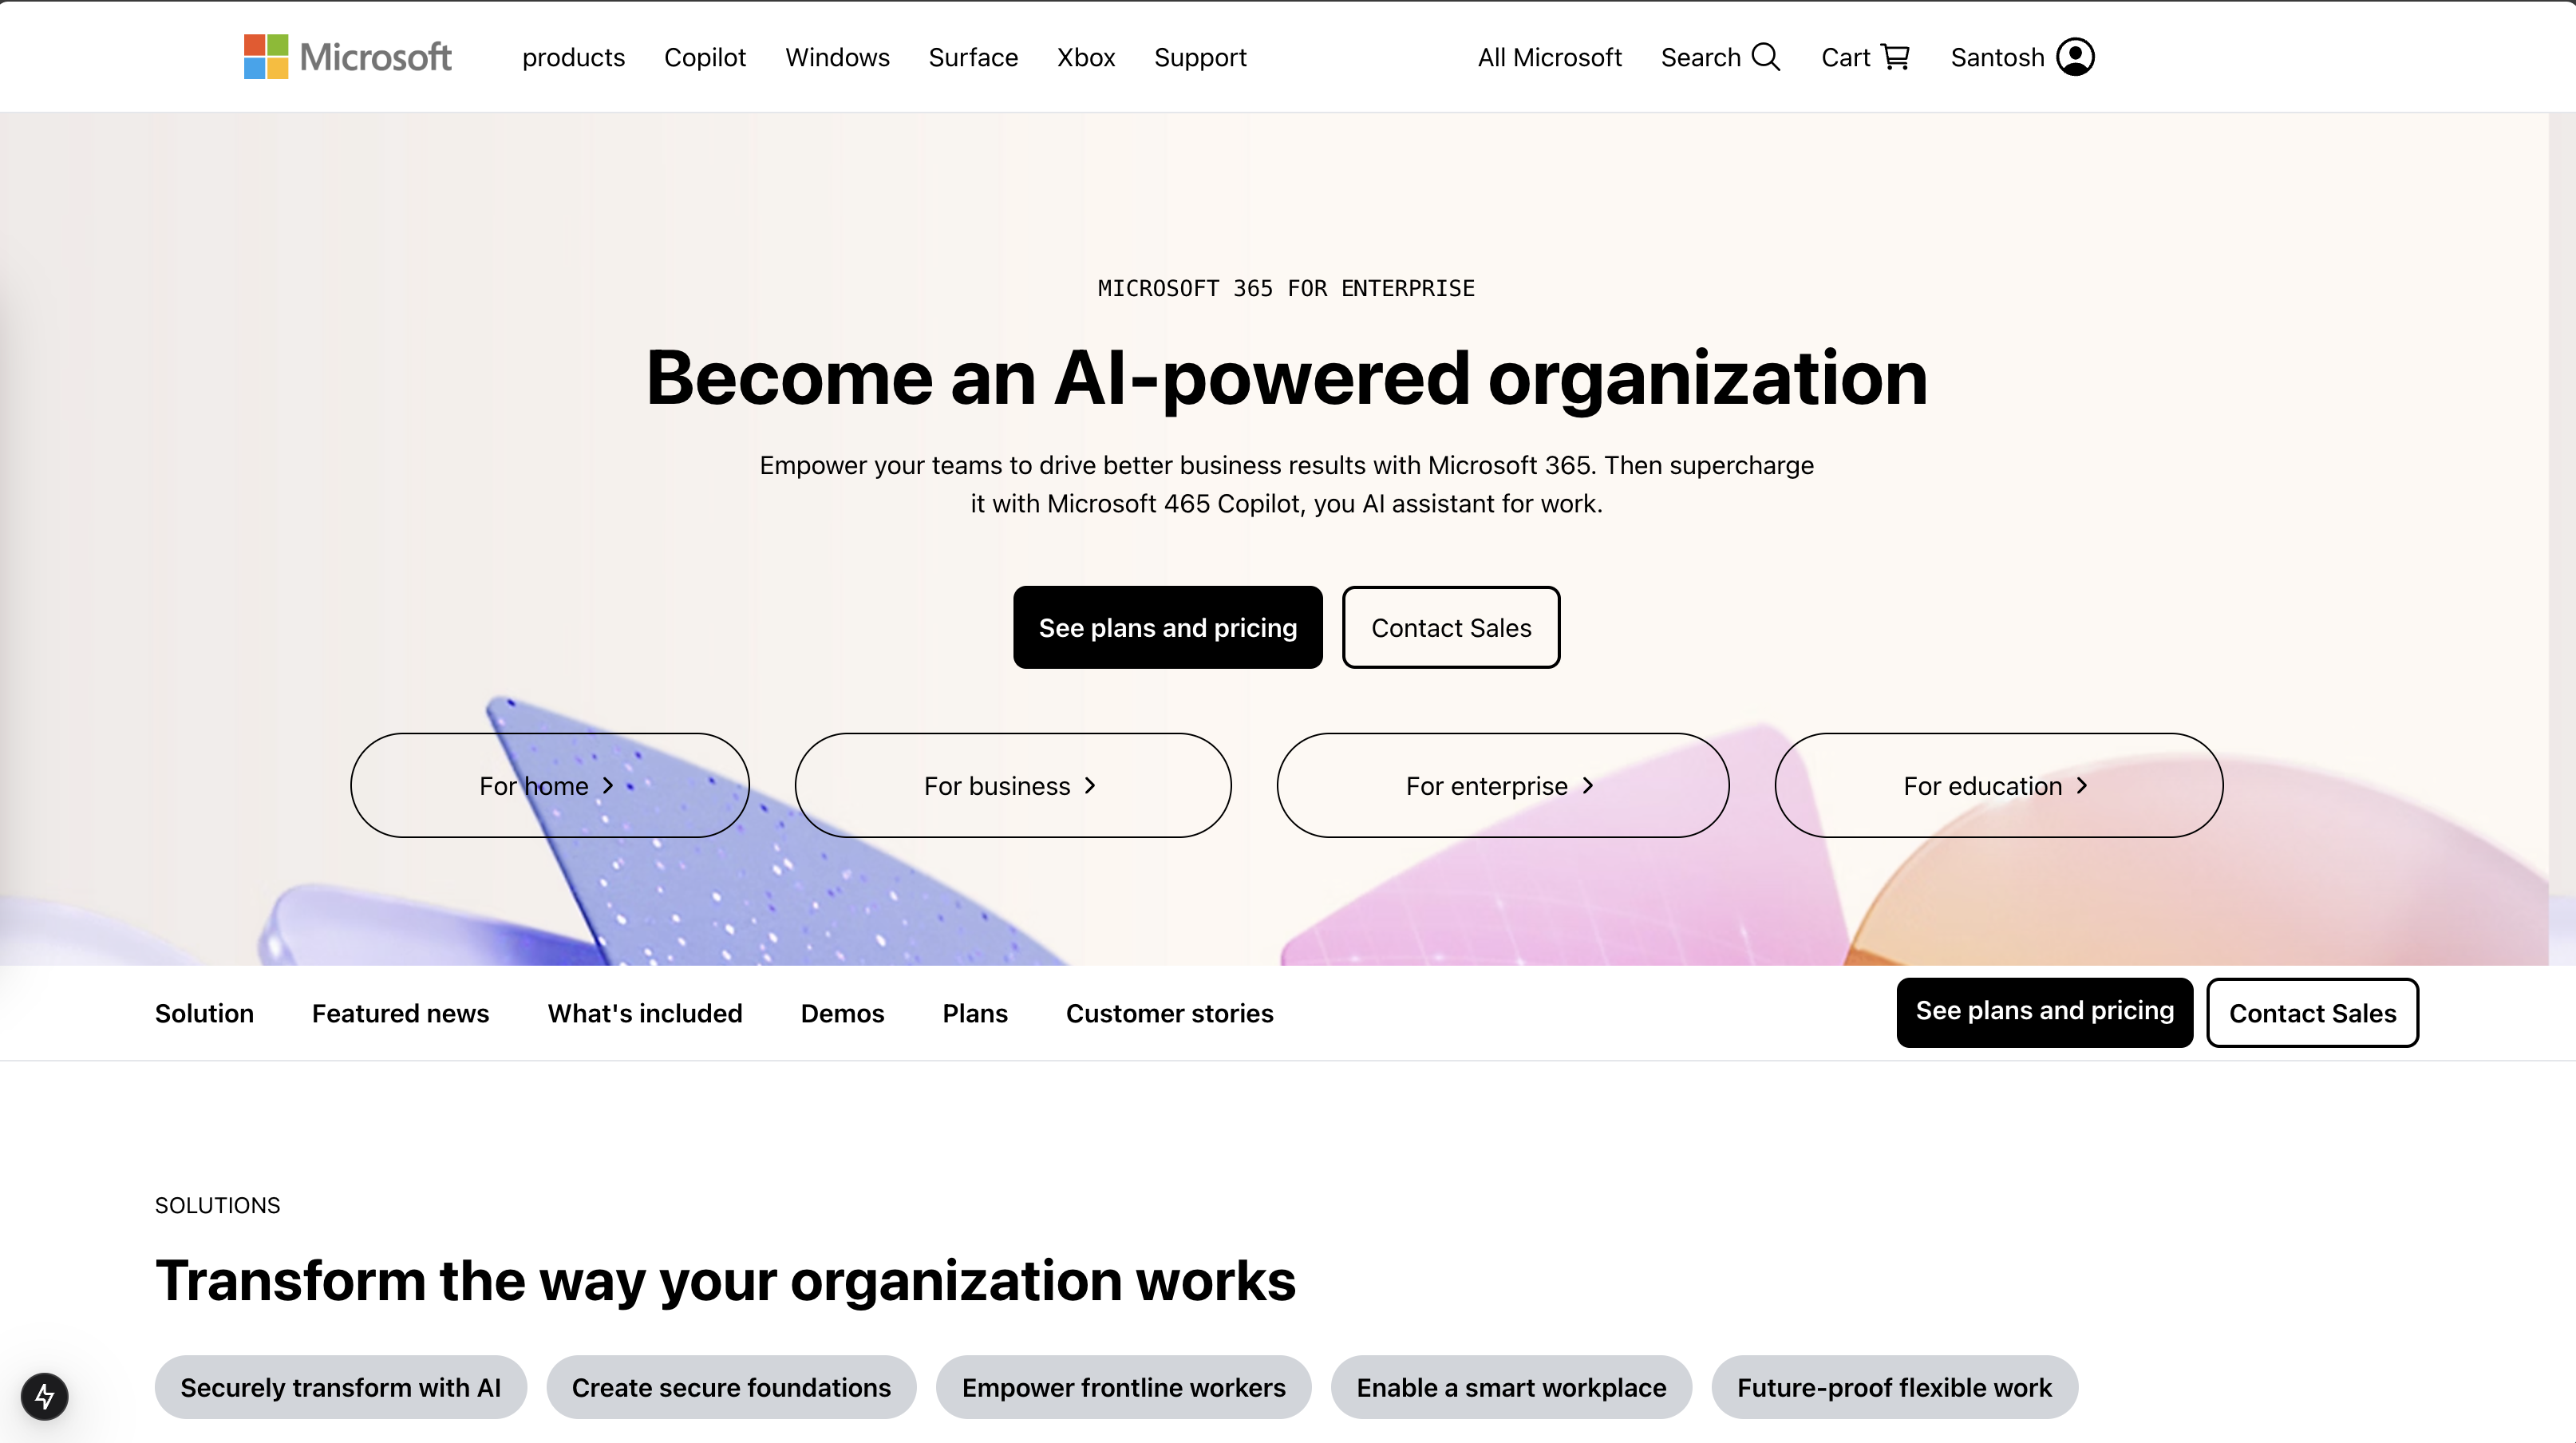 Microsoft products Copilot Windows Surface Xbox Support All Microsoft Search Cart Santosh
MICROSOFT 365 FOR ENTERPRISE
Become an AI-powered organization
Empower your teams to drive better business results with Microsoft 365. Then supercharge
it with Microsoft 465 Copilot, you AI assistant for work.
See plans and pricing Contact Sales
For home For business For enterprise For education
Solution Featured news What's included Demos Plans Customer stories See plans and pricing Contact Sales
SOLUTIONS
Transform the way your organization works
Securely transform with AI Create secure foundations Empower frontline workers Enable a smart workplace Future-proof flexible work